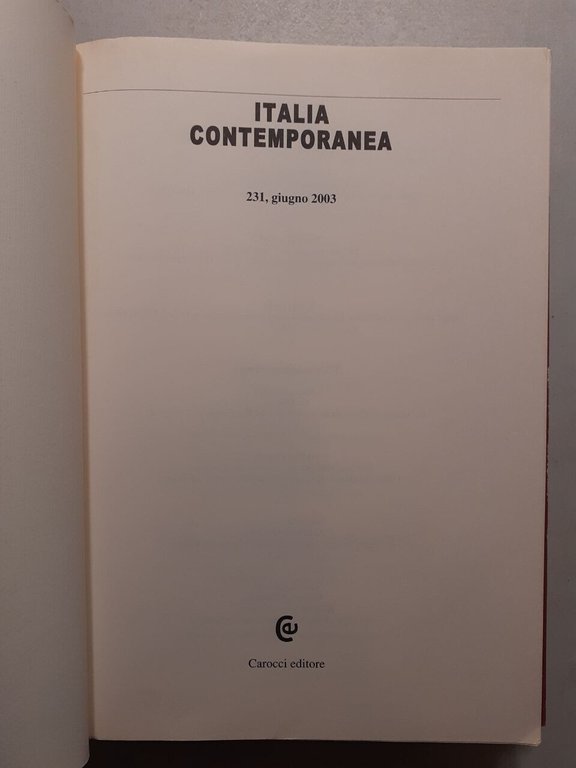 ITALIA
CONTEMPORANEA
231, giugno 2003
Carocci editore